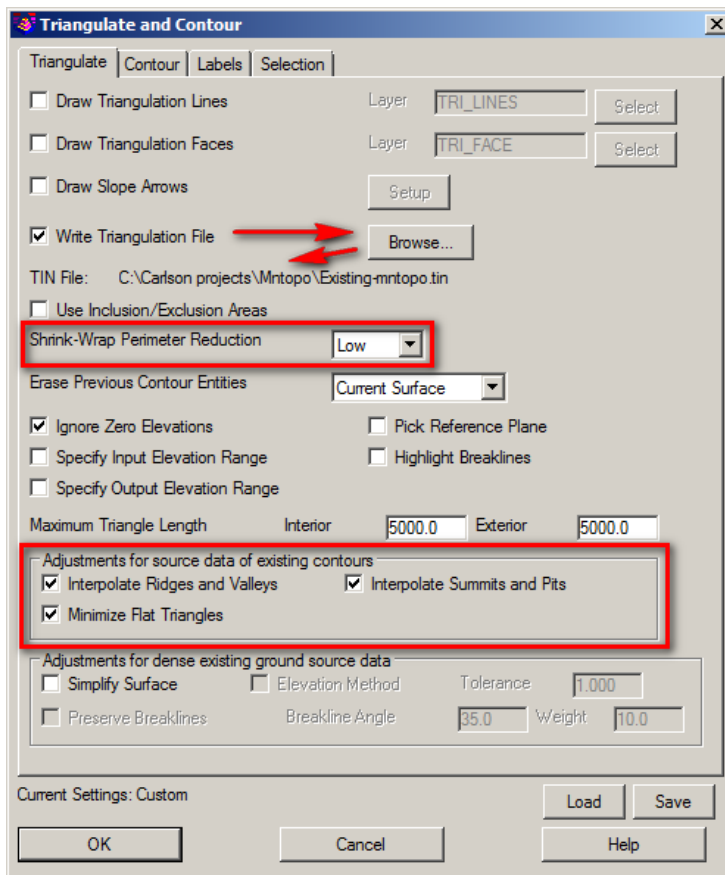 Triangulate and Contour
Triangulate Contour Labels Selection
Draw Triangulation Lines Layer TRI_LINES Select
Draw Triangulation Faces Layer TRI_FACE Select
Draw Slope Arrows Setup
Write Triangulation File Browse...
TIN File: C:\Carlson projects\Mntopo\Existing-mntopo.tin
Use Inclusion/Exclusion Areas
Shrink-Wrap Perimeter Reduction Low
Erase Previous Contour Entities Current Surface
Ignore Zero Elevations Pick Reference Plane
Specify Input Elevation Range Highlight Breaklines
Specify Output Elevation Range
Maximum Triangle Length Interior 5000.0 Exterior 5000.0
Adjustments for source data of existing contours
Interpolate Ridges and Valleys Interpolate Summits and Pits
Minimize Flat Triangles
Adjustments for dense existing ground source data
Simplify Surface Elevation Method Tolerance 1.000
Preserve Breaklines Breakline Angle 35.0 Weight 10.0
Current Settings: Custom Load Save
OK Cancel Help